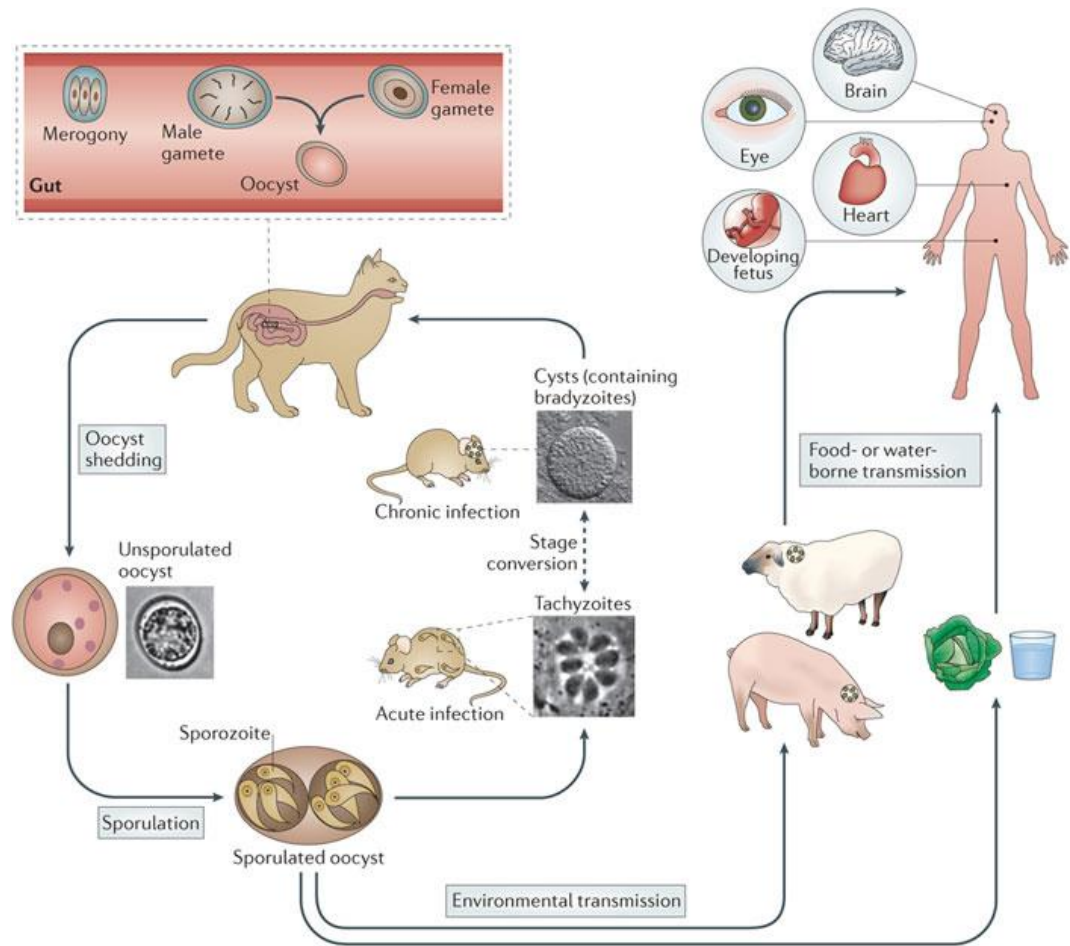 Merogony
Male
gamete
Female
gamete
Oocyst
Gut
Brain
Eye
Heart
Developing
fetus
Oocyst
shedding
Cysts (containing
bradyzoites)
Chronic infection
Stage
conversion
Food- or water-
borne transmission
Unsporulated
oocyst
Tachyzoites
Acute infection
Sporozoite
Sporulation
Sporulated oocyst
Environmental transmission